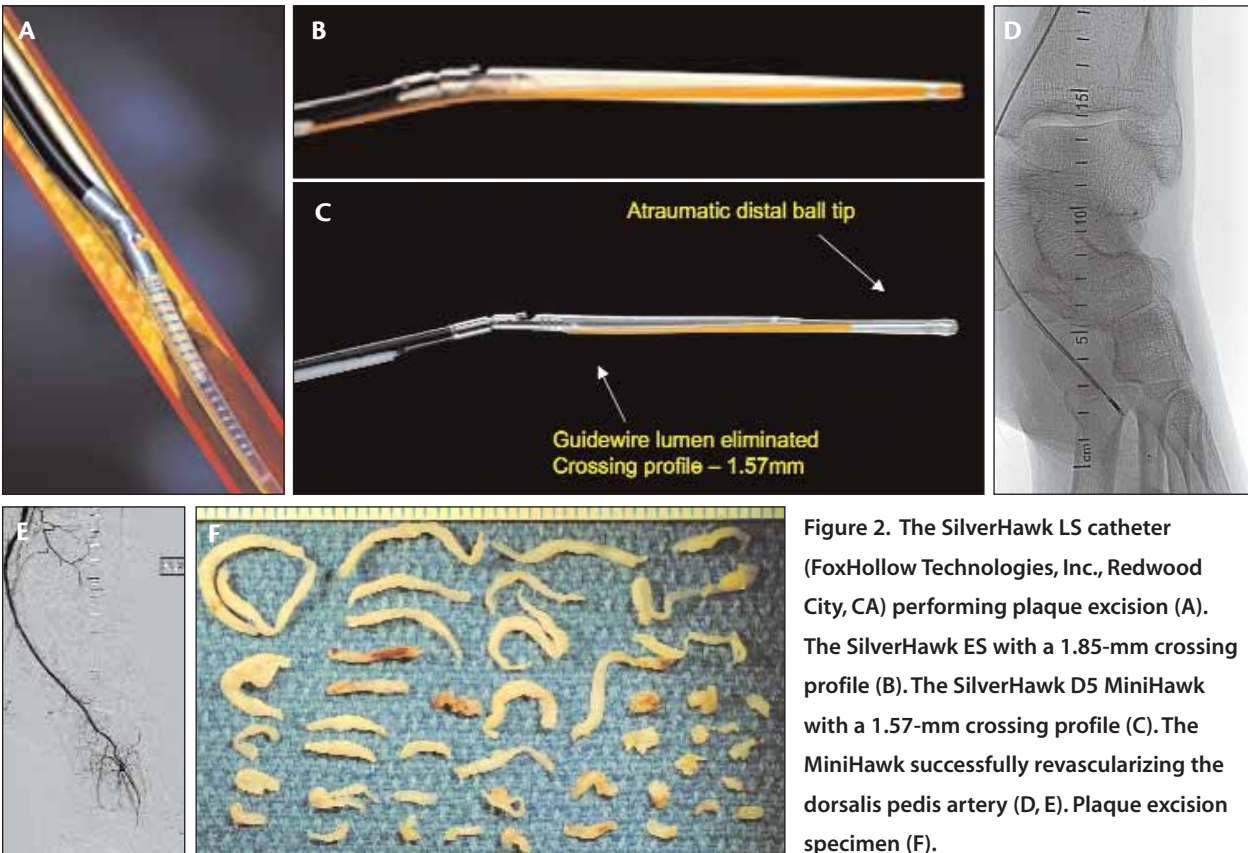 A
B
C
Atraumatic distal ball tip
Guidewire lumen eliminated
Crossing profile – 1.57mm
D
15
10
5
cm
E
F
Figure 2. The SilverHawk LS catheter
(FoxHollow Technologies, Inc., Redwood
City, CA) performing plaque excision (A).
The SilverHawk ES with a 1.85-mm crossing
profile (B). The SilverHawk D5 MiniHawk
with a 1.57-mm crossing profile (C). The
MiniHawk successfully revascularizing the
dorsalis pedis artery (D, E). Plaque excision
specimen (F).